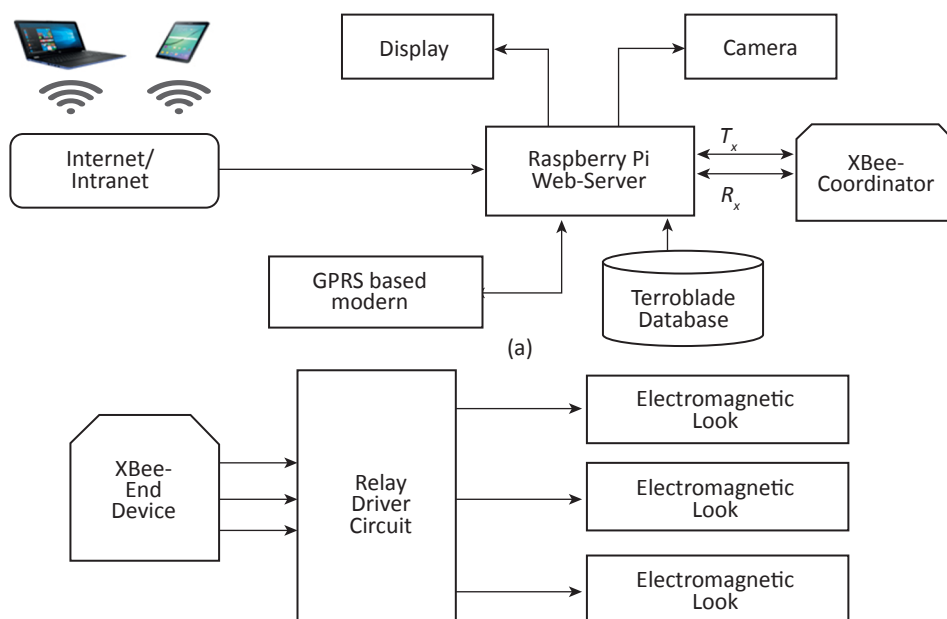 Display
Camera
Internet/
Intranet
Raspberry Pi
Web-Server
Tx
Rx
XBee-
Coordinator
GPRS based
modern
Terroblade
Database
(a)
XBee-
End
Device
Relay
Driver
Circuit
Electromagnetic
Look
Electromagnetic
Look
Electromagnetic
Look